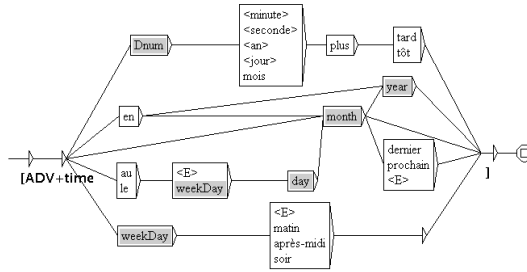 Dnum
<minute>
<seconde>
<an>
<jour>
mois
plus
tard
tôt
en
month
year
dernier
prochain
<E>
[ADV+time
]
au
le
<E>
weekDay
day
weekDay
<E>
matin
après-midi
soir